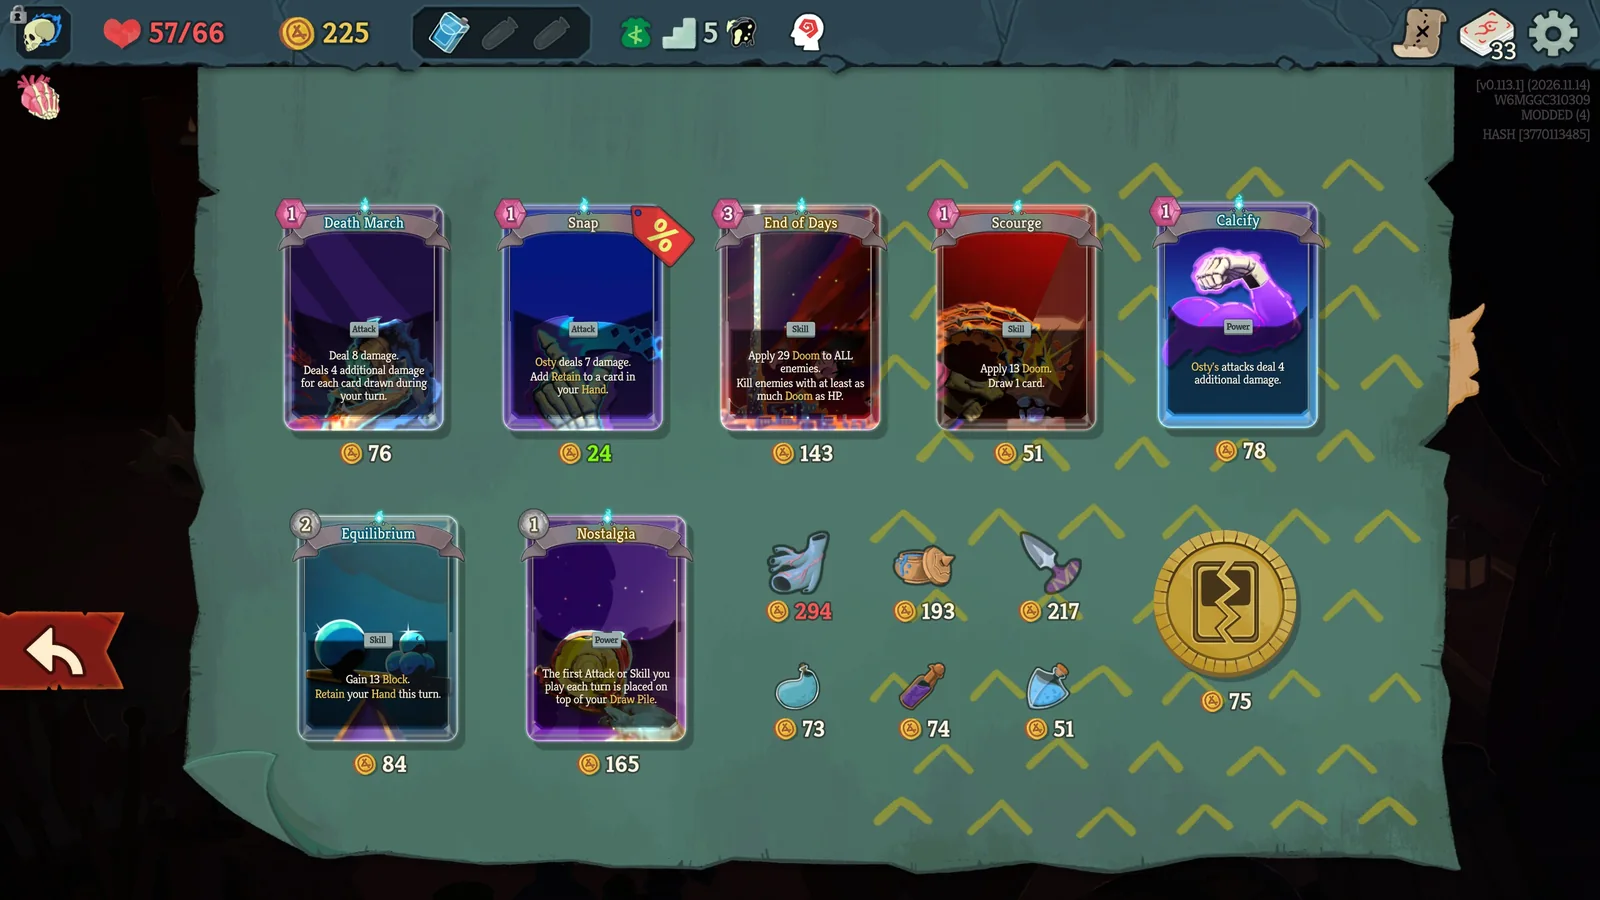 57/66
225
5
33
[v0.113.1] (2026.11.14)
W6MGGC310309
MODDED (4)
HASH [3770113485]
1
Death March
Attack
Deal 8 damage.
Deals 4 additional damage
for each card drawn during
your turn.
76
1
Snap
%
Attack
Osty deals 7 damage.
Add Retain to a card in
your Hand.
24
3
End of Days
Skill
Apply 29 Doom to ALL
enemies.
Kill enemies with at least as
much Doom as HP.
143
1
Scourge
Skill
Apply 13 Doom.
Draw 1 card.
51
1
Calcify
Power
Osty's attacks deal 4
additional damage.
78
2
Equilibrium
Skill
Gain 13 Block.
Retain your Hand this turn.
84
1
Nostalgia
Power
The first Attack or Skill you
play each turn is placed on
top of your Draw Pile.
165
294
193
217
73
74
51
75